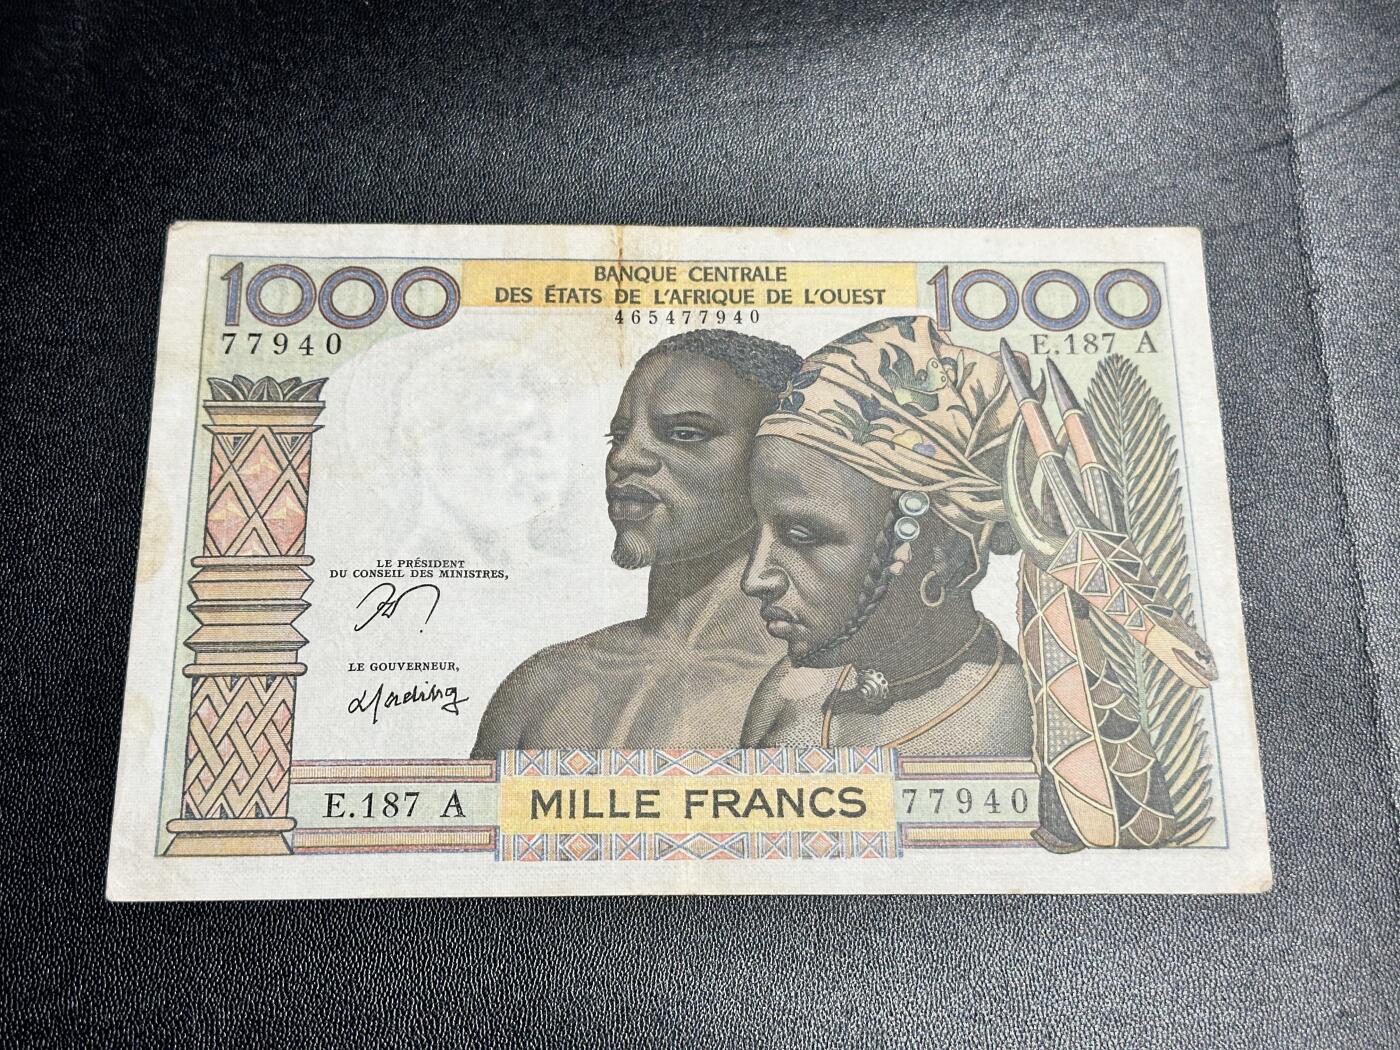 1000
BANQUE CENTRALE
DES ÉTATS DE L'AFRIQUE DE L'OUEST
1000
465477940
77940
E.187 A
LE PRÉSIDENT
DU CONSEIL DES MINISTRES,
LE GOUVERNEUR,
E.187 A
MILLE FRANCS
77940